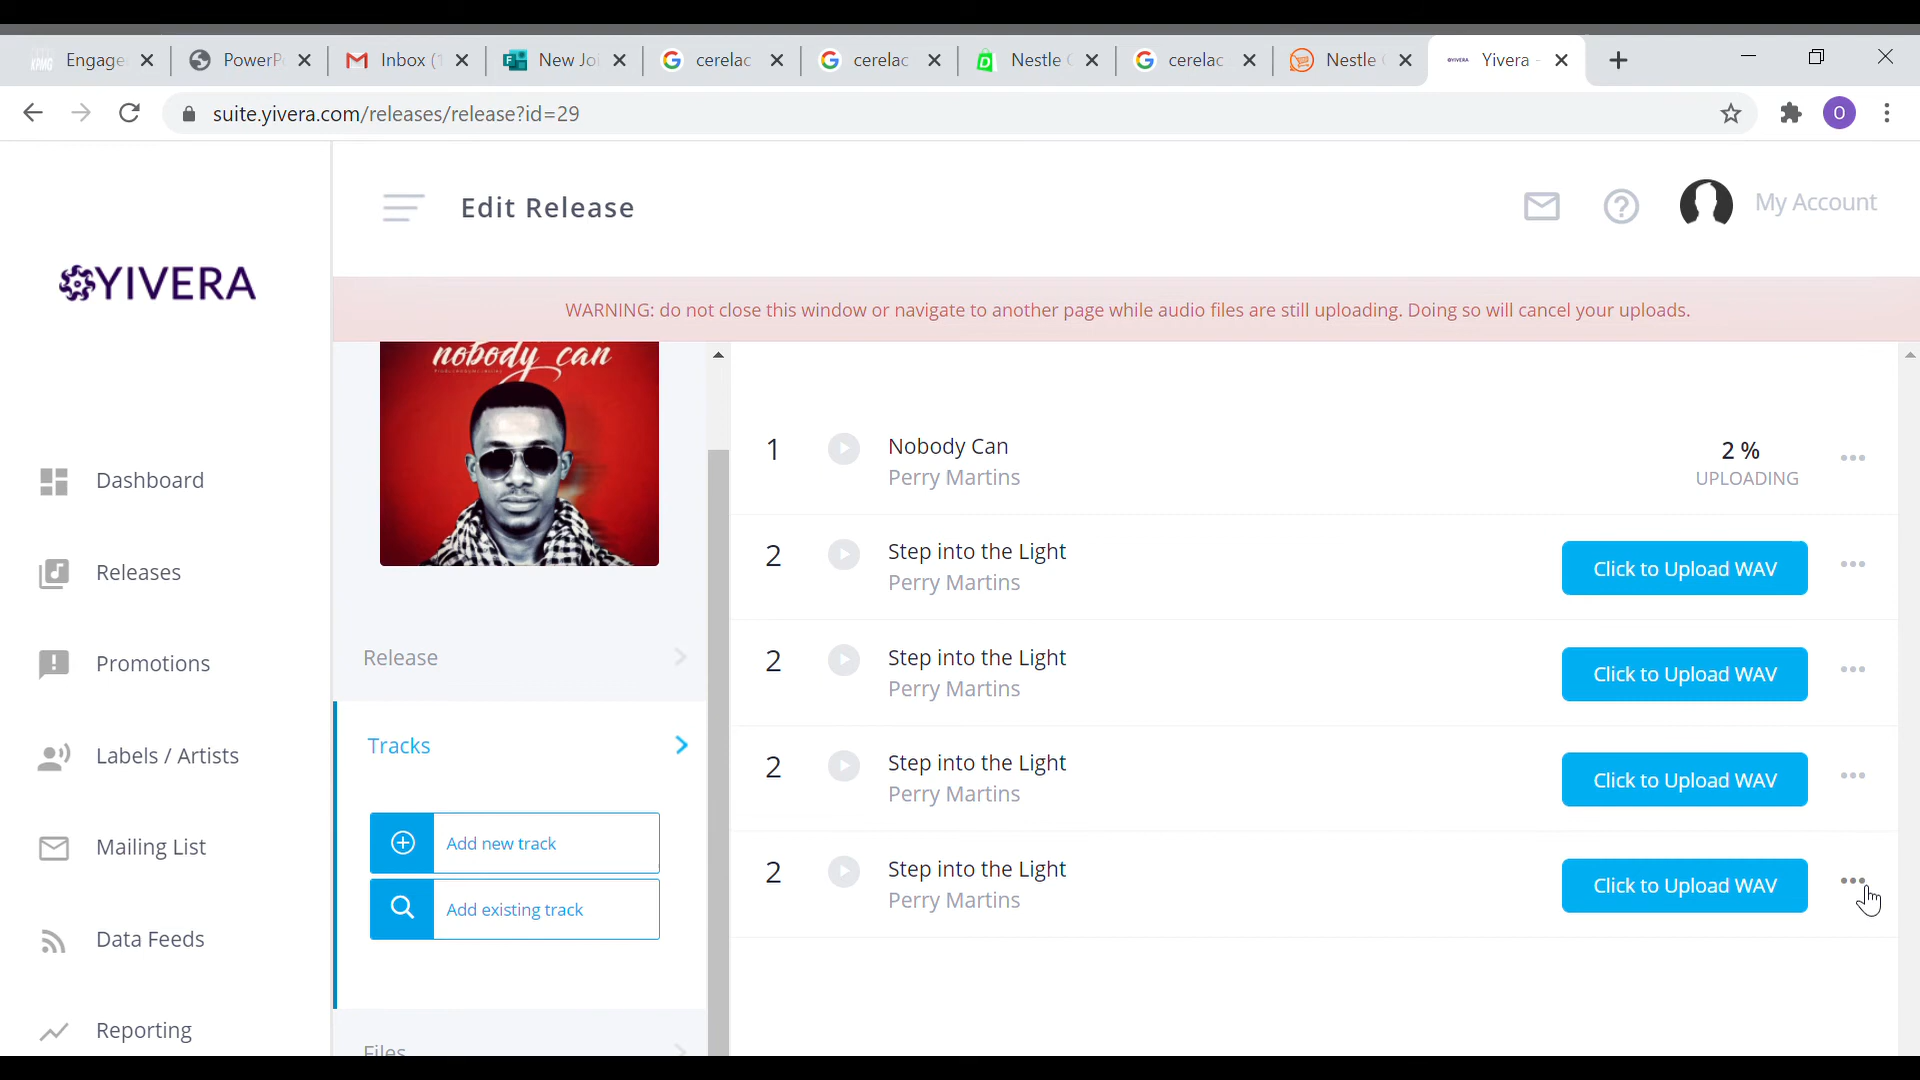 Engage PowerP Inbox (1 New Joi cerelac cerelac Nestle cerelac Nestle Yivera -
suite.yivera.com/releases/release?id=29
O
YIVERA
Edit Release
My Account
WARNING: do not close this window or navigate to another page while audio files are still uploading. Doing so will cancel your uploads.
Dashboard
Releases
Promotions
Labels / Artists
Mailing List
Data Feeds
Reporting
nobody can
Release
Tracks
Add new track
Add existing track
Files
1 Nobody Can 2 %
Perry Martins UPLOADING
2 Step into the Light Click to Upload WAV
Perry Martins
2 Step into the Light Click to Upload WAV
Perry Martins
2 Step into the Light Click to Upload WAV
Perry Martins
2 Step into the Light Click to Upload WAV
Perry Martins